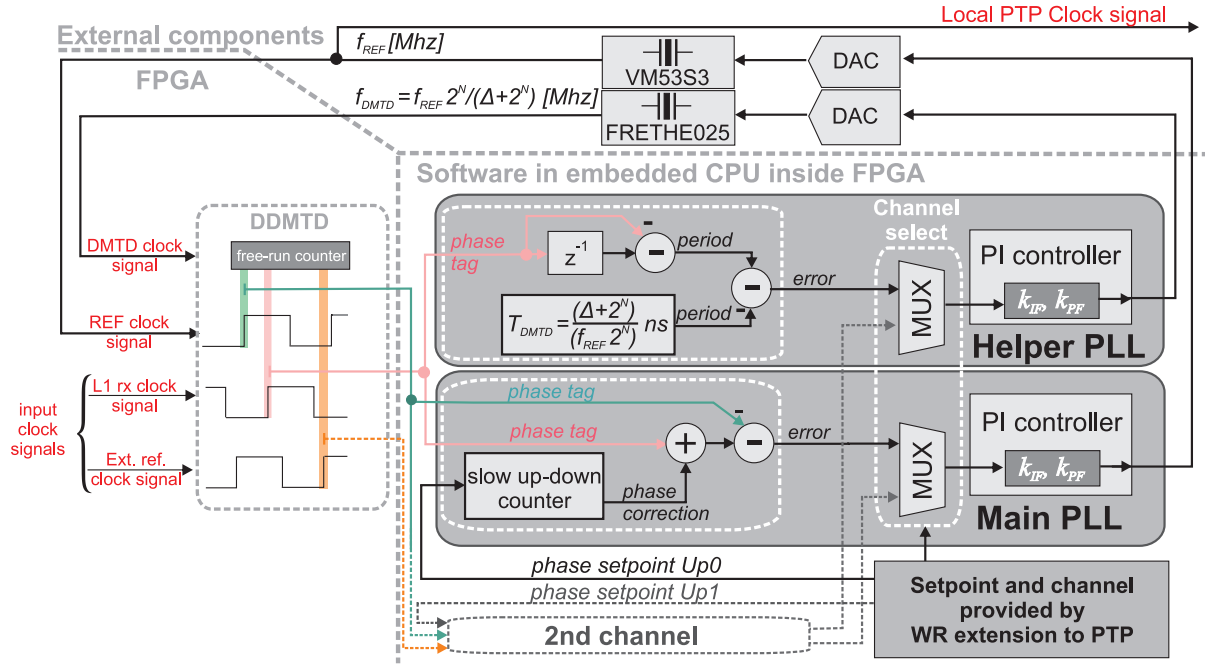 Local PTP Clock signal
External components
f_REF [Mhz]
FPGA
VM53S3
DAC
f_DMTD = f_REF 2^N/(Δ+2^N) [Mhz]
FRETHE025
DAC
Software in embedded CPU inside FPGA
DDMTD
free-run counter
DMTD clock
signal
REF clock
signal
L1 rx clock
signal
input
clock
signals
Ext. ref.
clock signal
phase
tag
z^-1
-
−
period
−
error
-
period
T_DMTD = (Δ+2^N)/(f_REF 2^N) ns
Channel
select
MUX
PI controller
k_IF, k_PF
Helper PLL
phase tag
-
phase tag
+
−
error
slow up-down
counter
phase
correction
MUX
PI controller
k_IF, k_PF
Main PLL
phase setpoint Up0
phase setpoint Up1
2nd channel
Setpoint and channel
provided by
WR extension to PTP